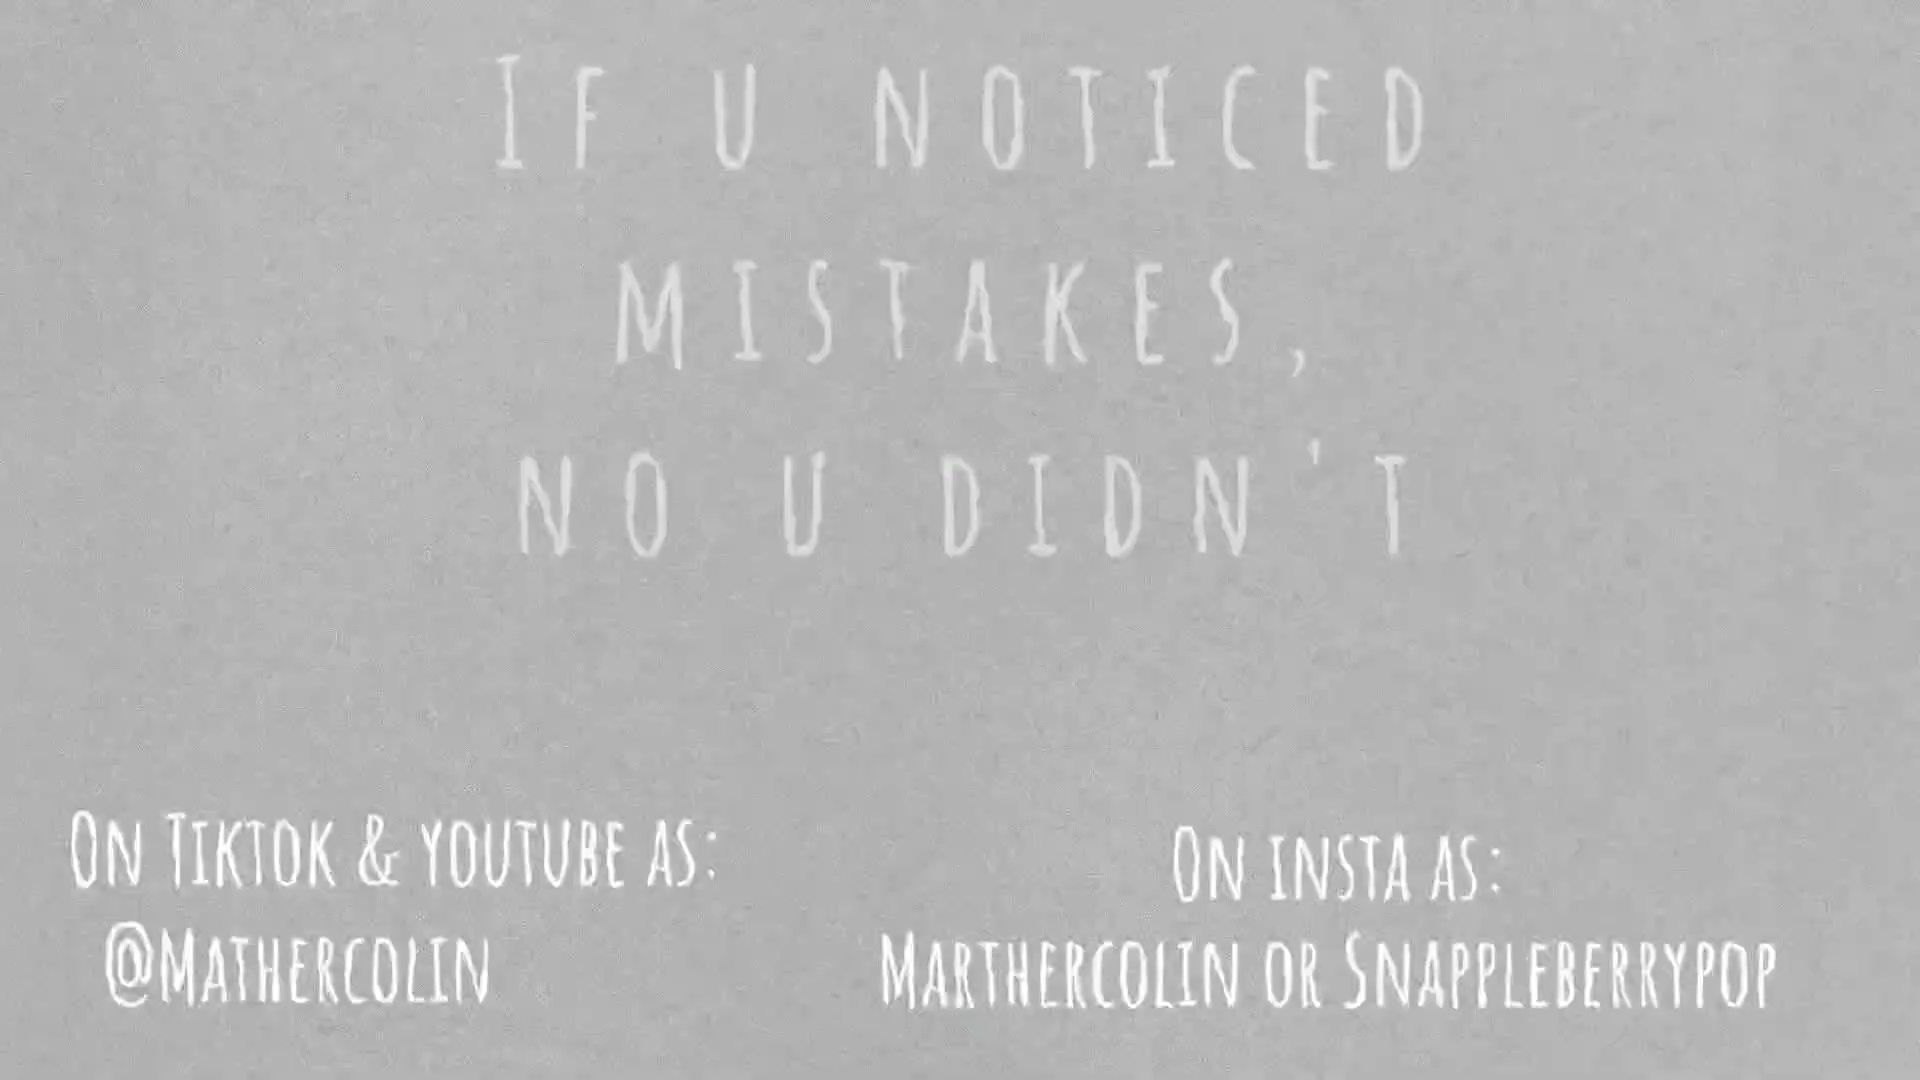 If u noticed
mistakes,
no u didn't
On Tiktok & youtube as:
@Mathercolin
On insta as:
Marthercolin or Snappleberrypop